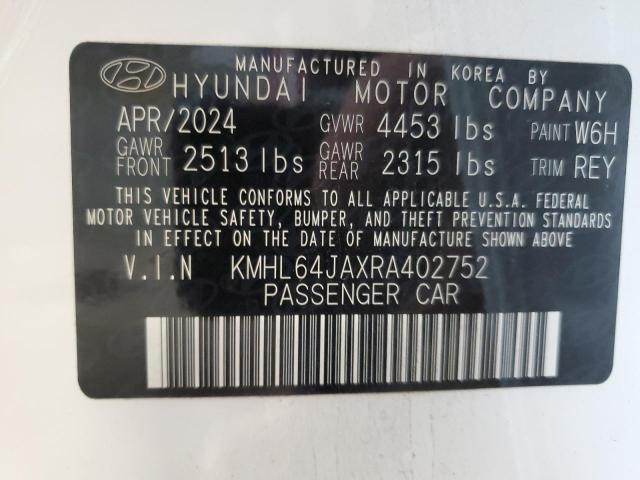 MANUFACTURED IN KOREA BY
HYUNDAI MOTOR COMPANY
APR/2024 GVWR 4453 lbs PAINT W6H
GAWR FRONT 2513 lbs GAWR REAR 2315 lbs TRIM REY
THIS VEHICLE CONFORMS TO ALL APPLICABLE U.S.A. FEDERAL
MOTOR VEHICLE SAFETY, BUMPER, AND THEFT PREVENTION STANDARDS
IN EFFECT ON THE DATE OF MANUFACTURE SHOWN ABOVE
V.I.N KMHL64JAXRA402752
PASSENGER CAR